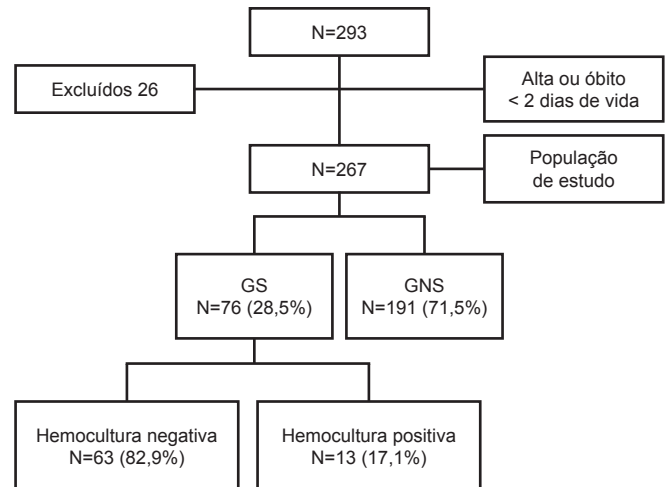 N=293
Excluídos 26
Alta ou óbito
< 2 dias de vida
N=267
População
de estudo
GS
N=76 (28,5%)
GNS
N=191 (71,5%)
Hemocultura negativa
N=63 (82,9%)
Hemocultura positiva
N=13 (17,1%)